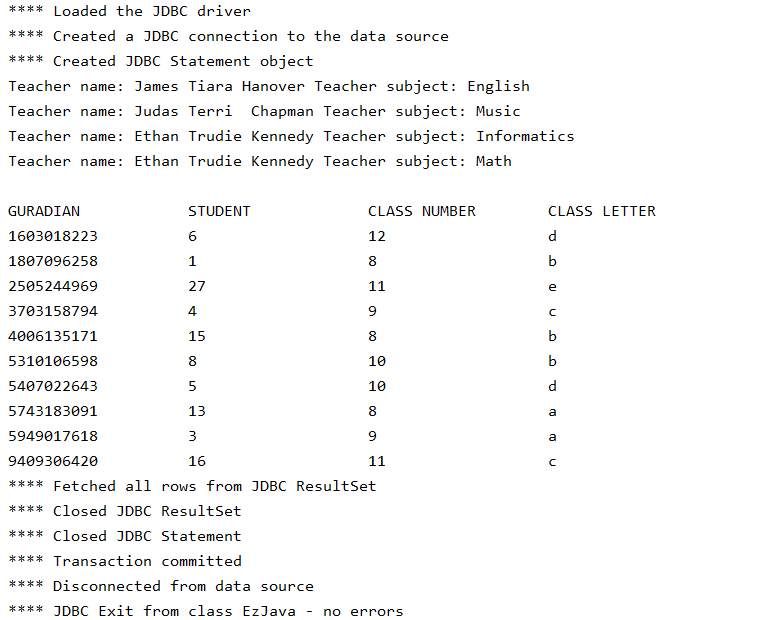 **** Loaded the JDBC driver
**** Created a JDBC connection to the data source
**** Created JDBC Statement object
Teacher name: James Tiara Hanover Teacher subject: English
Teacher name: Judas Terri  Chapman Teacher subject: Music
Teacher name: Ethan Trudie Kennedy Teacher subject: Informatics
Teacher name: Ethan Trudie Kennedy Teacher subject: Math

GURADIAN            STUDENT             CLASS NUMBER        CLASS LETTER
1603018223          6                   12                  d
1807096258          1                   8                   b
2505244969          27                  11                  e
3703158794          4                   9                   c
4006135171          15                  8                   b
5310106598          8                   10                  b
5407022643          5                   10                  d
5743183091          13                  8                   a
5949017618          3                   9                   a
9409306420          16                  11                  c
**** Fetched all rows from JDBC ResultSet
**** Closed JDBC ResultSet
**** Closed JDBC Statement
**** Transaction committed
**** Disconnected from data source
**** JDBC Exit from class EzJava - no errors